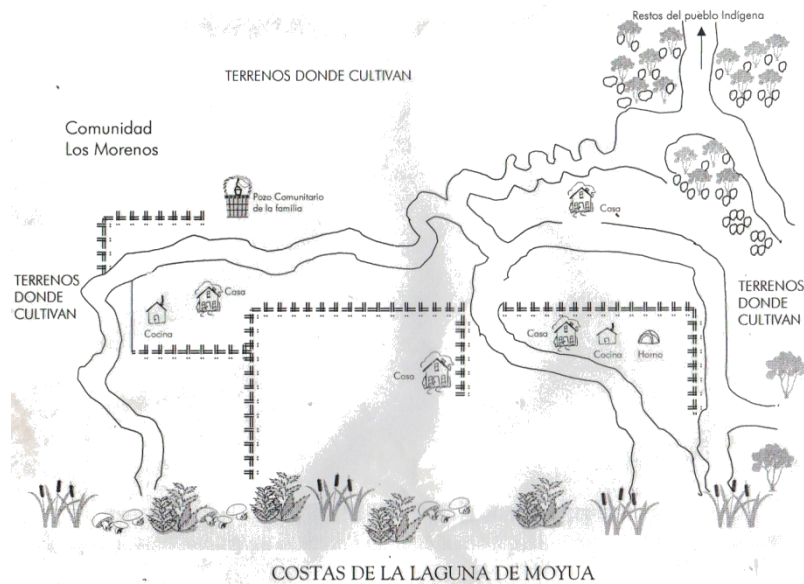 Restos del pueblo Indígena
TERRENOS DONDE CULTIVAN
Comunidad
Los Morenos
Pozo Comunitario
de la familia
Casa
TERRENOS
DONDE
CULTIVAN
Casa
Cocina
TERRENOS
DONDE
CULTIVAN
Casa
Cocina
Horno
Casa
COSTAS DE LA LAGUNA DE MOYUA